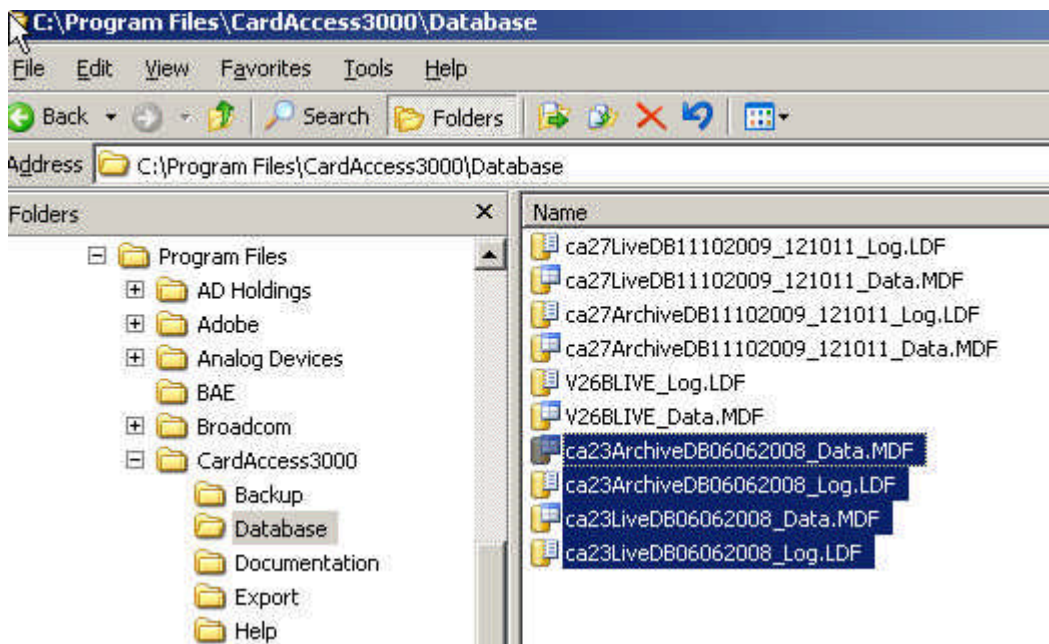 C:\Program Files\CardAccess3000\Database
File Edit View Favorites Tools Help
Back Search Folders
Address C:\Program Files\CardAccess3000\Database
Folders
Program Files
AD Holdings
Adobe
Analog Devices
BAE
Broadcom
CardAccess3000
Backup
Database
Documentation
Export
Help
Name
ca27LiveDB11102009_121011_Log.LDF
ca27LiveDB11102009_121011_Data.MDF
ca27ArchiveDB11102009_121011_Log.LDF
ca27ArchiveDB11102009_121011_Data.MDF
V26BLIVE_Log.LDF
V26BLIVE_Data.MDF
ca23ArchiveDB06062008_Data.MDF
ca23ArchiveDB06062008_Log.LDF
ca23LiveDB06062008_Data.MDF
ca23LiveDB06062008_Log.LDF